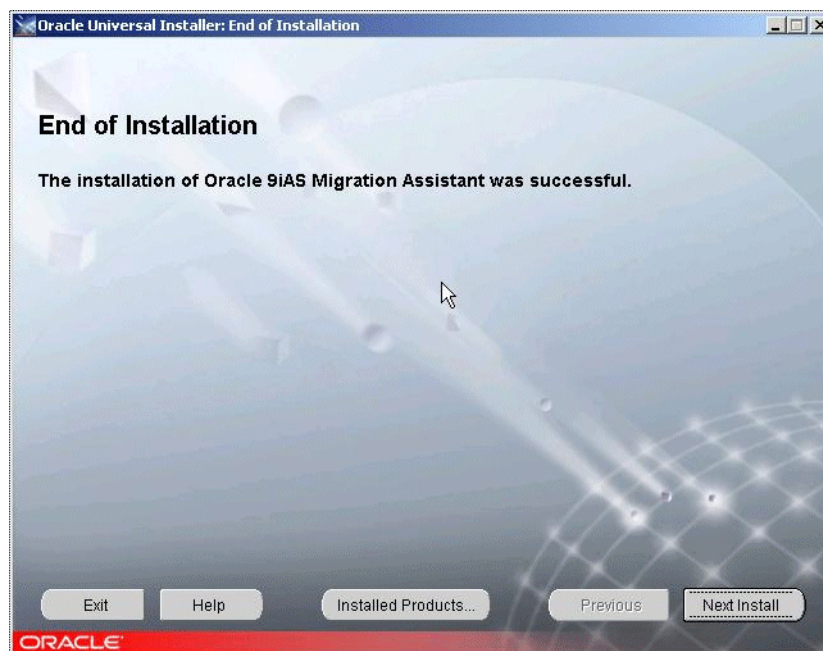 Oracle Universal Installer: End of Installation
End of Installation
The installation of Oracle 9iAS Migration Assistant was successful.
Exit Help Installed Products... Previous Next Install
ORACLE